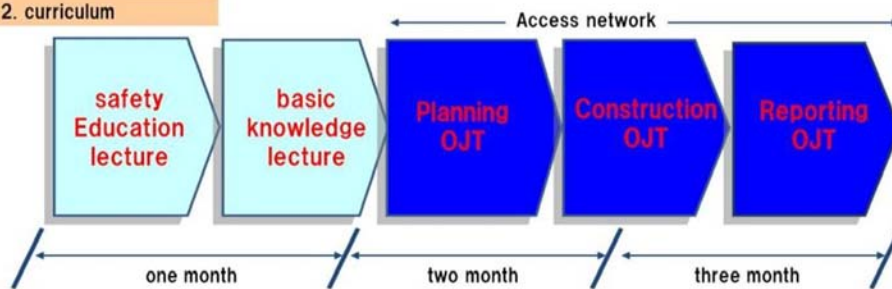 2. curriculum
Access network
safety
Education
lecture
basic
knowledge
lecture
Planning
OJT
Construction
OJT
Reporting
OJT
one month
two month
three month